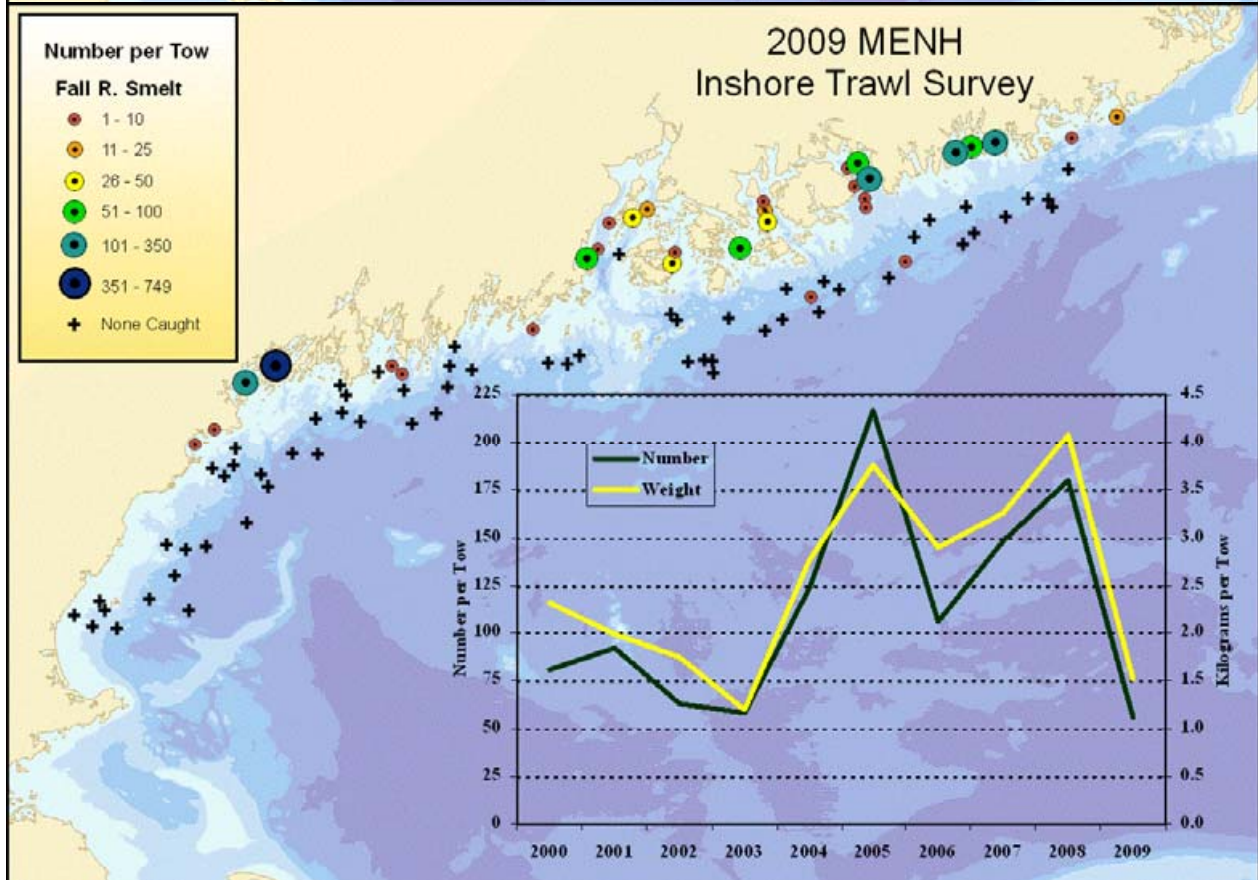 2009 MENH
Inshore Trawl Survey
Number per Tow
Fall R. Smelt
1 - 10
11 - 25
26 - 50
51 - 100
101 - 350
351 - 749
None Caught
Number
Weight
Number per Tow
225
200
175
150
125
100
75
50
25
0
4.5
4.0
3.5
3.0
2.5
2.0
1.5
1.0
0.5
0.0
Kilograms per Tow
2000 2001 2002 2003 2004 2005 2006 2007 2008 2009